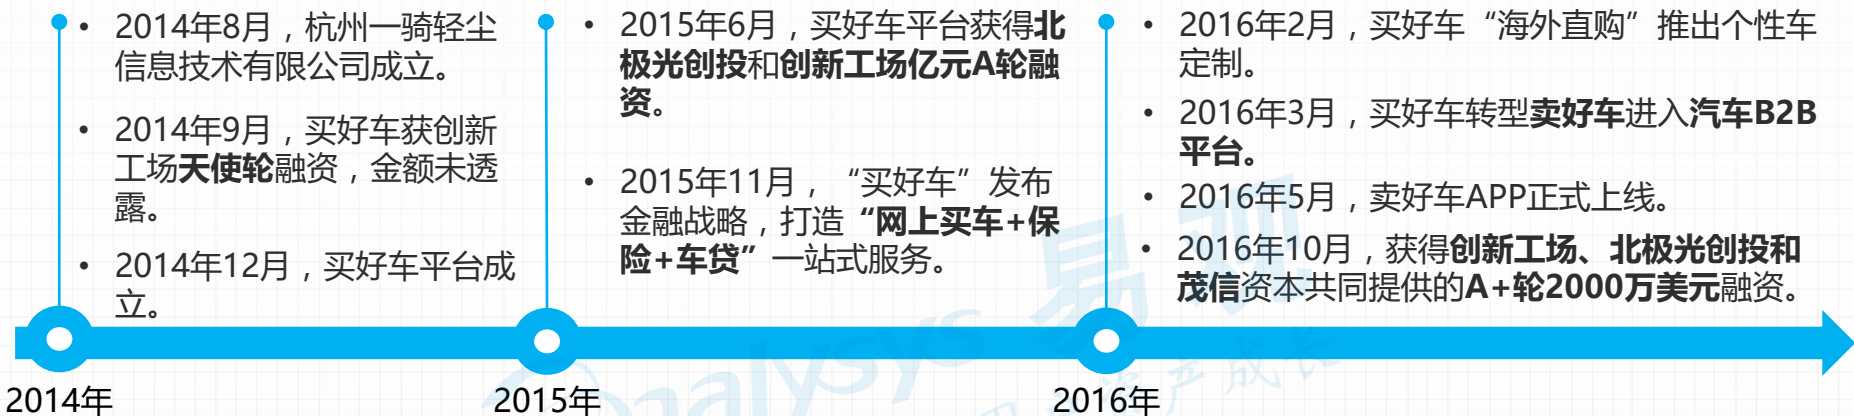 • 2014年8月，杭州一骑轻尘
信息技术有限公司成立。
• 2014年9月，买好车获创新
工场天使轮融资，金额未透
露。
• 2014年12月，买好车平台成
立。
• 2015年6月，买好车平台获得北
极光创投和创新工场亿元A轮融
资。
• 2015年11月，“买好车”发布
金融战略，打造“网上买车+保
险+车贷”一站式服务。
• 2016年2月，买好车“海外直购”推出个性车
定制。
• 2016年3月，买好车转型卖好车进入汽车B2B
平台。
• 2016年5月，卖好车APP正式上线。
• 2016年10月，获得创新工场、北极光创投和
茂信资本共同提供的A+轮2000万美元融资。
2014年
2015年
2016年
nalysys 易观
产成长